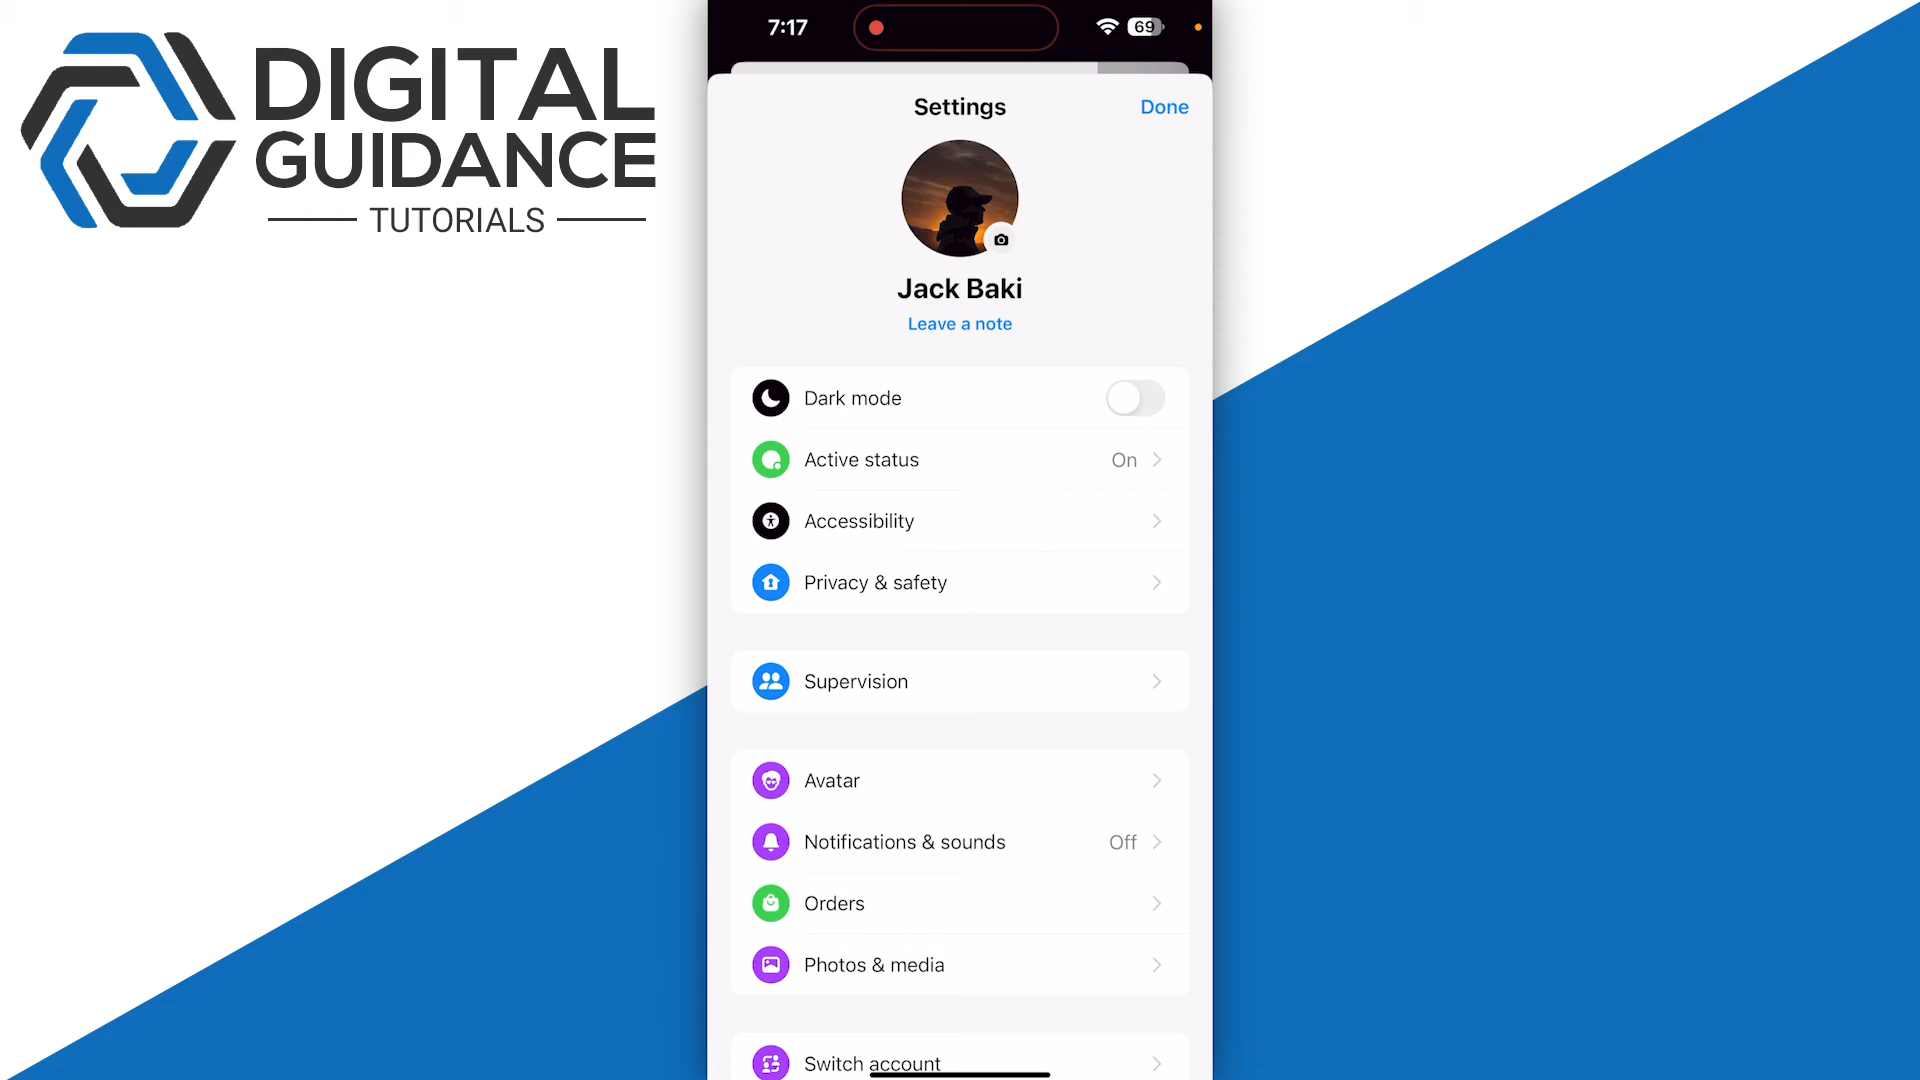 DIGITAL
GUIDANCE
TUTORIALS
7:17
69
Settings
Done
Jack Baki
Leave a note
Dark mode
Active status
On
Accessibility
Privacy & safety
Supervision
Avatar
Notifications & sounds
Off
Orders
Photos & media
Switch account